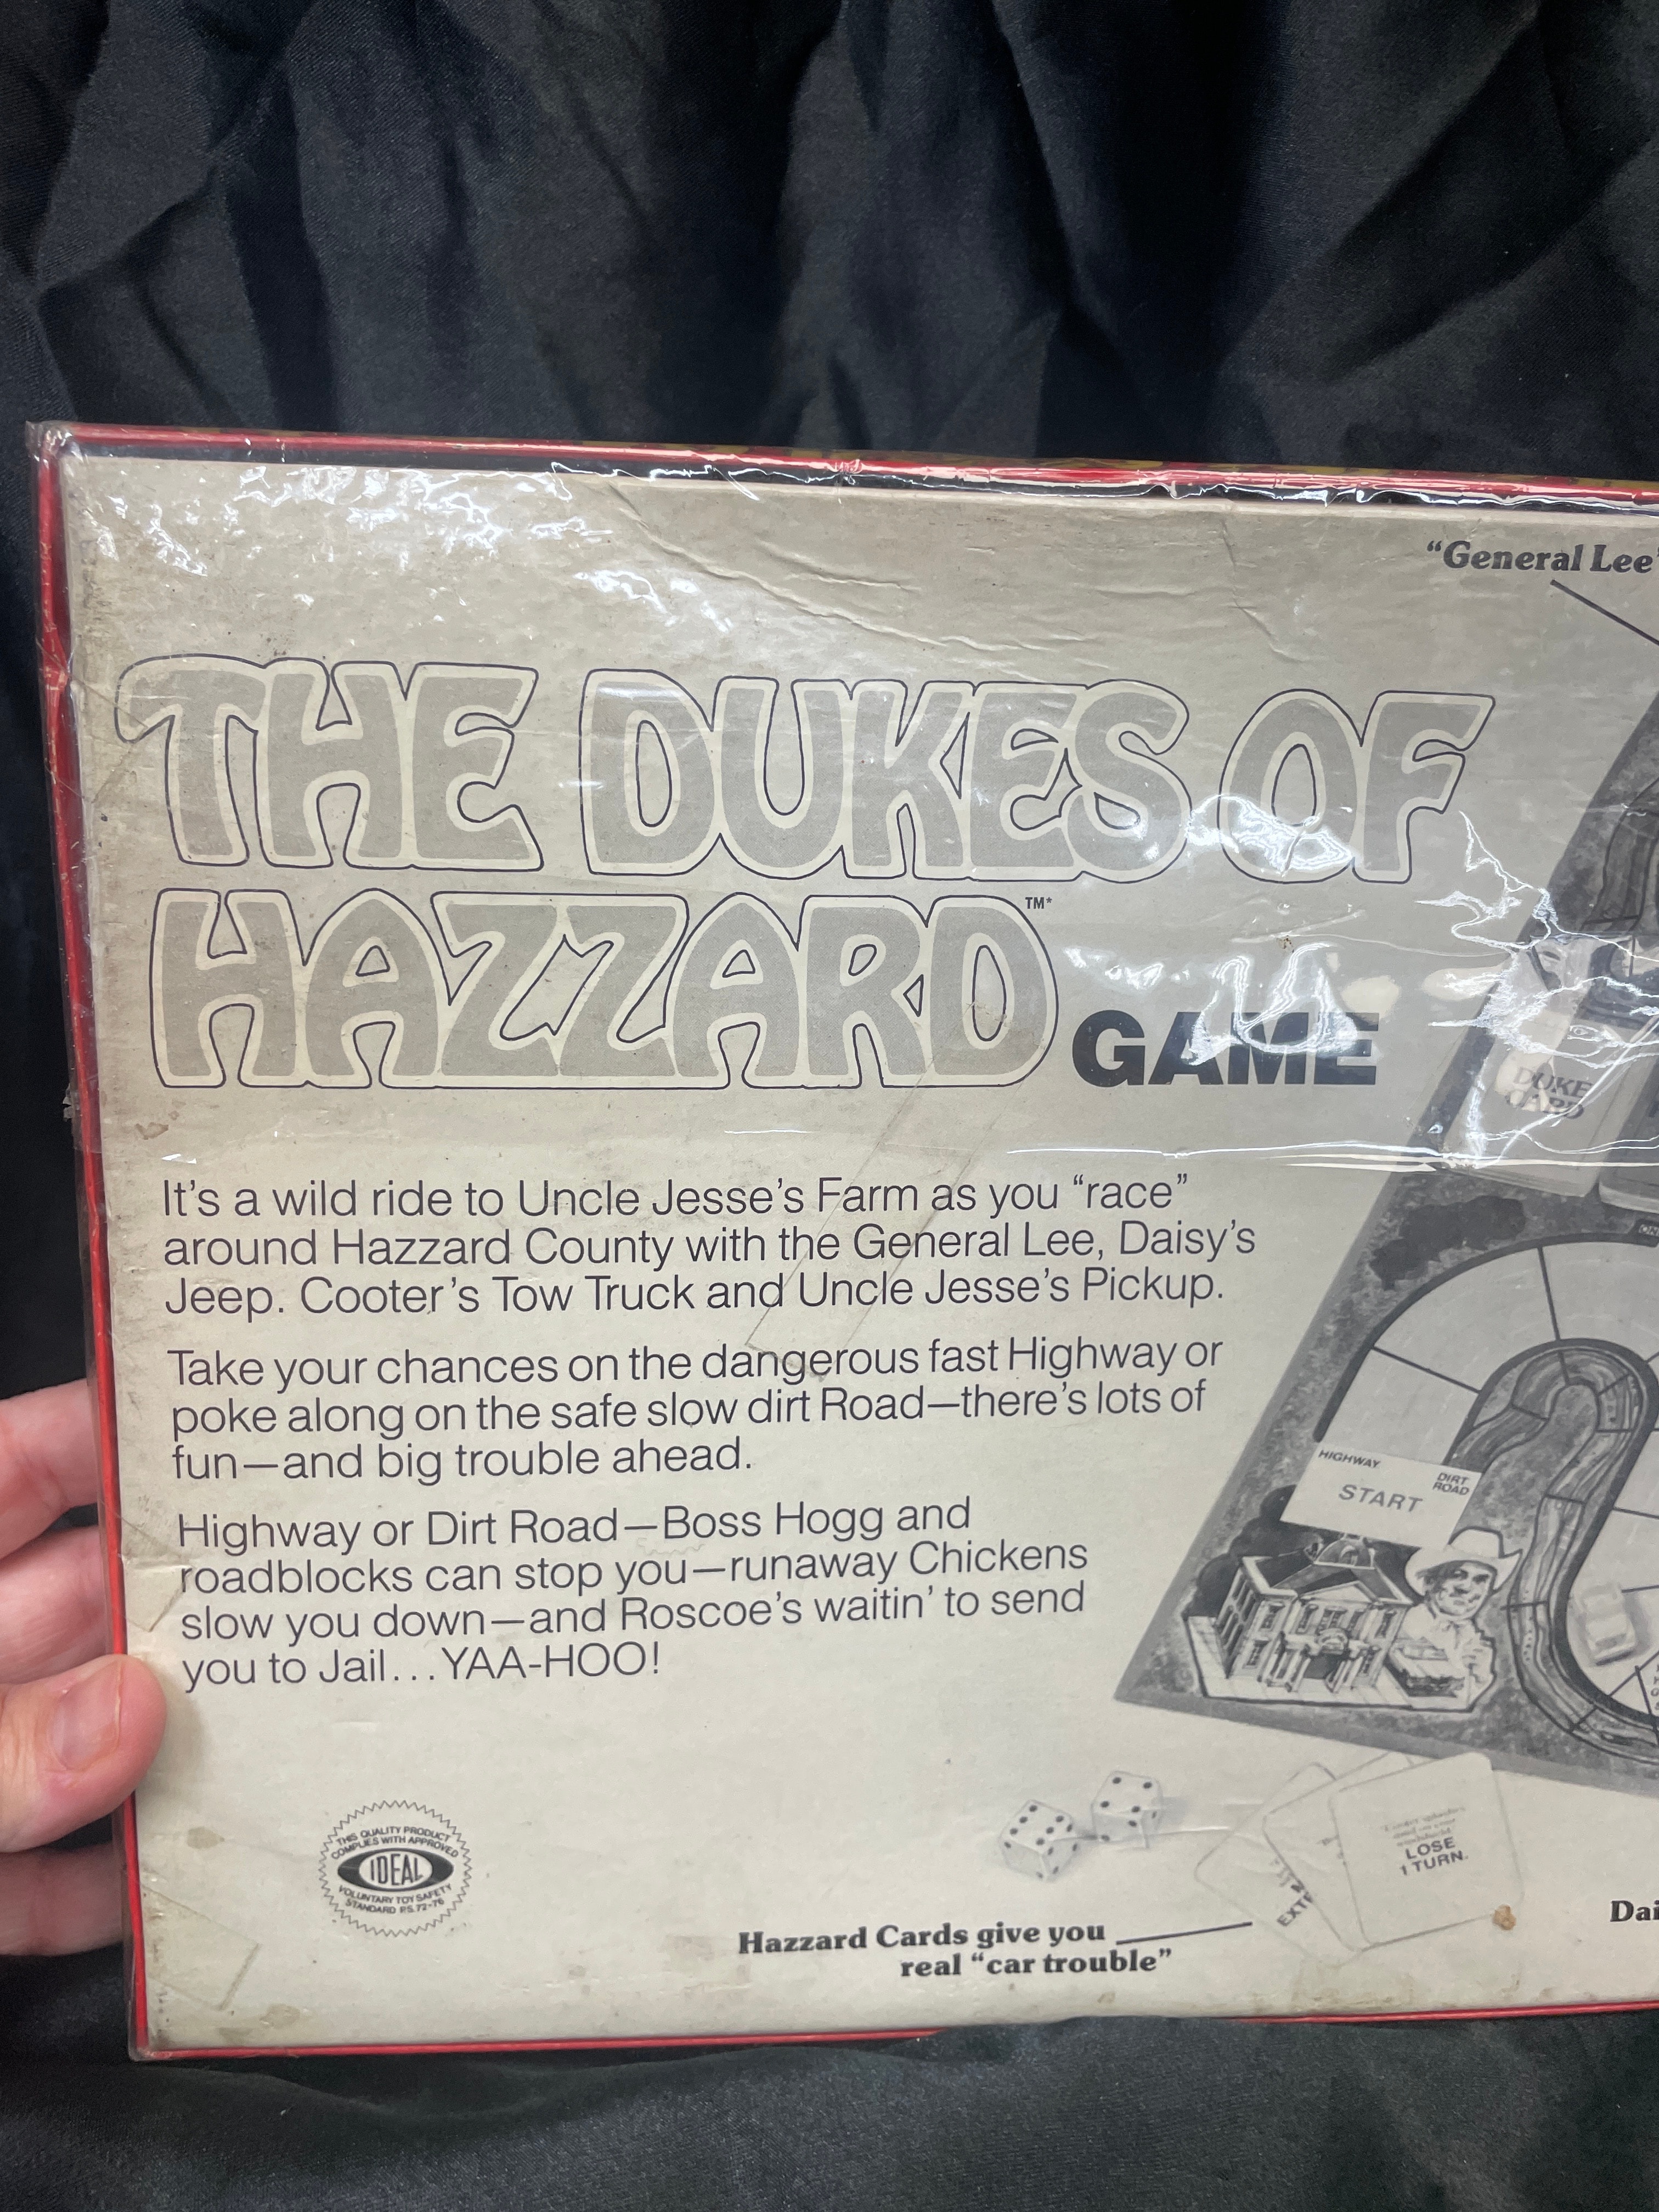 "General Lee"
THE DUKES OF
HAZZARD™*
GAME
DUKE
CARD
It's a wild ride to Uncle Jesse's Farm as you "race"
around Hazzard County with the General Lee, Daisy's
Jeep. Cooter's Tow Truck and Uncle Jesse's Pickup.
Take your chances on the dangerous fast Highway or
poke along on the safe slow dirt Road—there's lots of
fun—and big trouble ahead.
Highway or Dirt Road—Boss Hogg and
roadblocks can stop you—runaway Chickens
slow you down—and Roscoe's waitin' to send
you to Jail...YAA-HOO!
HIGHWAY
DIRT
ROAD
START
THIS QUALITY PRODUCT
COMPLIES WITH APPROVED
IDEAL
VOLUNTARY TOY SAFETY
STANDARD P.S. 72-76
LOSE
1 TURN.
Hazzard Cards give you
real "car trouble"
Dai